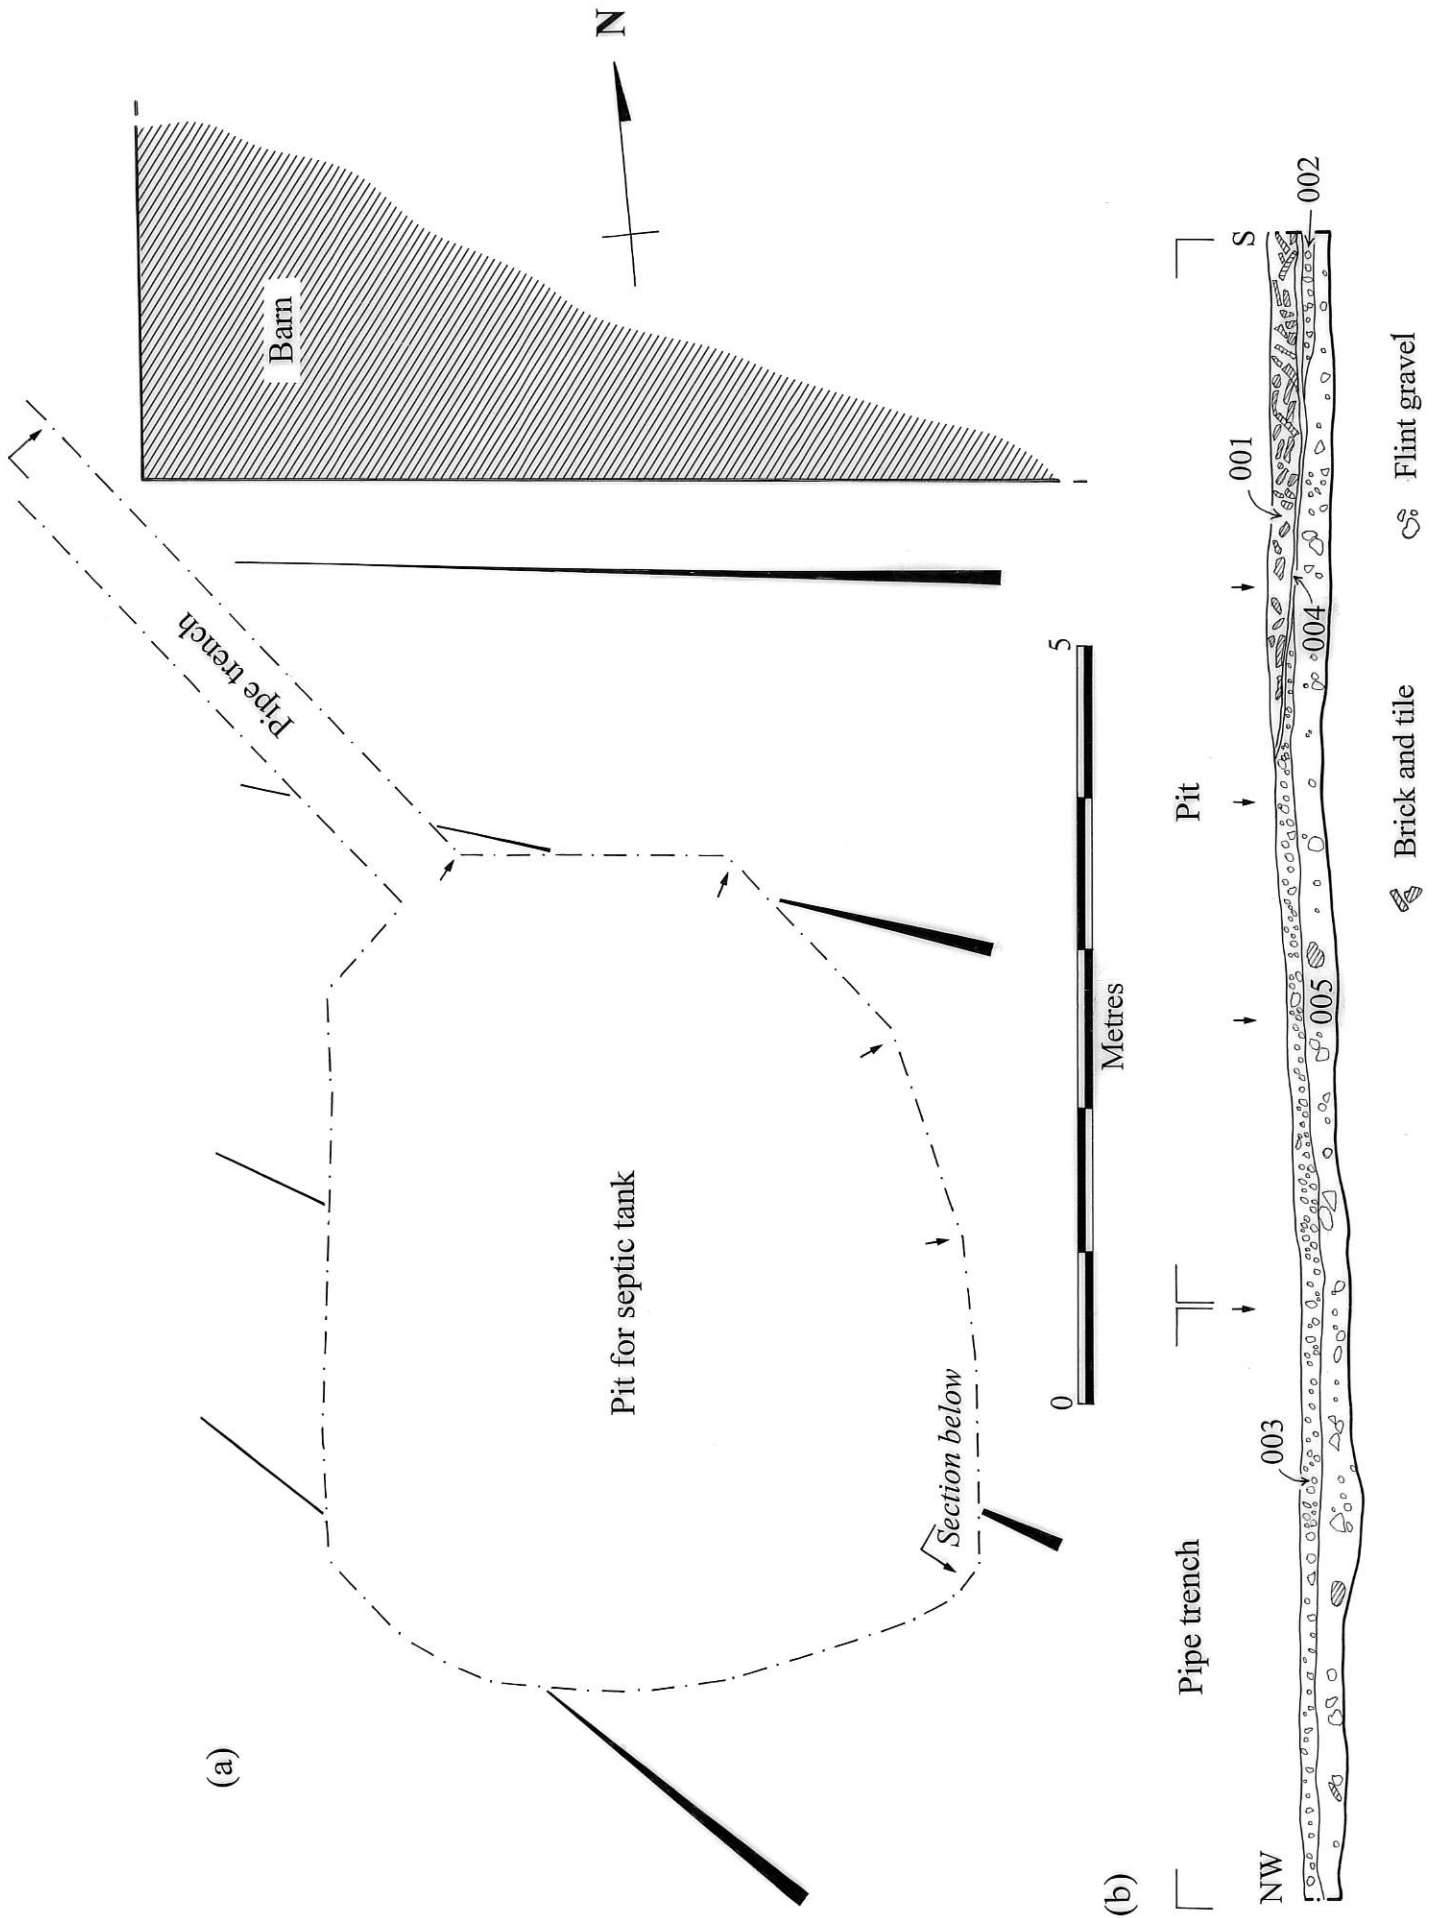 (a)
N
Barn
Pipe trench
Pit for septic tank
Section below
0
5
Metres
(b)
Pipe trench
Pit
NW
S
003
001
002
004
005
Brick and tile
Flint gravel